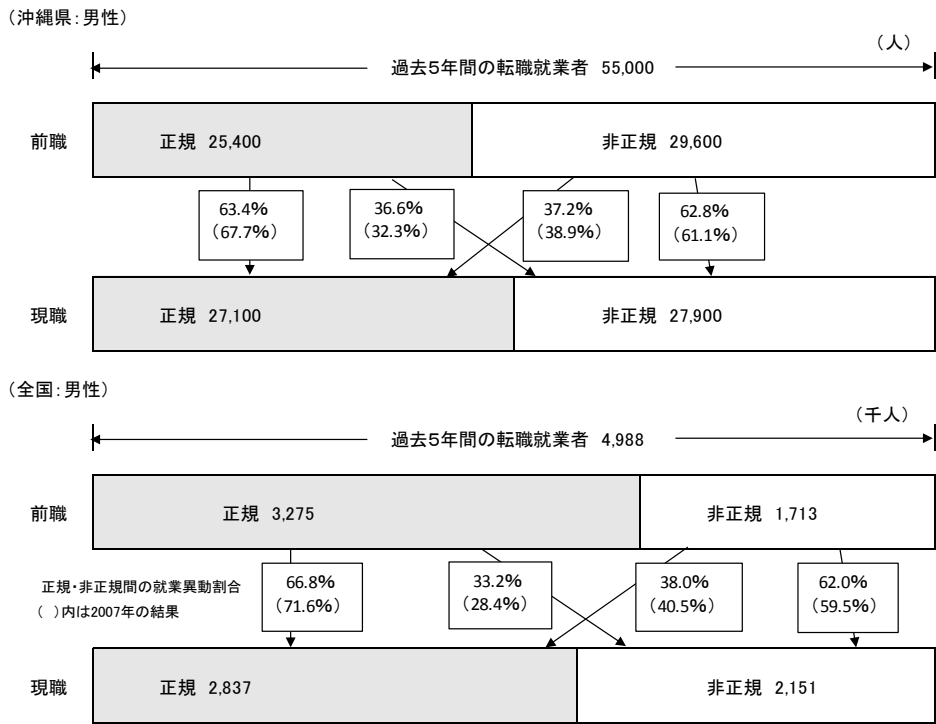 （沖縄県：男性）
（人）
過去５年間の転職就業者 55,000
前職 正規 25,400 非正規 29,600
63.4% 36.6% 37.2% 62.8%
（67.7%） （32.3%） （38.9%） （61.1%）
現職 正規 27,100 非正規 27,900
（全国：男性）
（千人）
過去５年間の転職就業者 4,988
前職 正規 3,275 非正規 1,713
正規・非正規間の就業異動割合
（ ）内は2007年の結果
66.8% 33.2% 38.0% 62.0%
（71.6%） （28.4%） （40.5%） （59.5%）
現職 正規 2,837 非正規 2,151